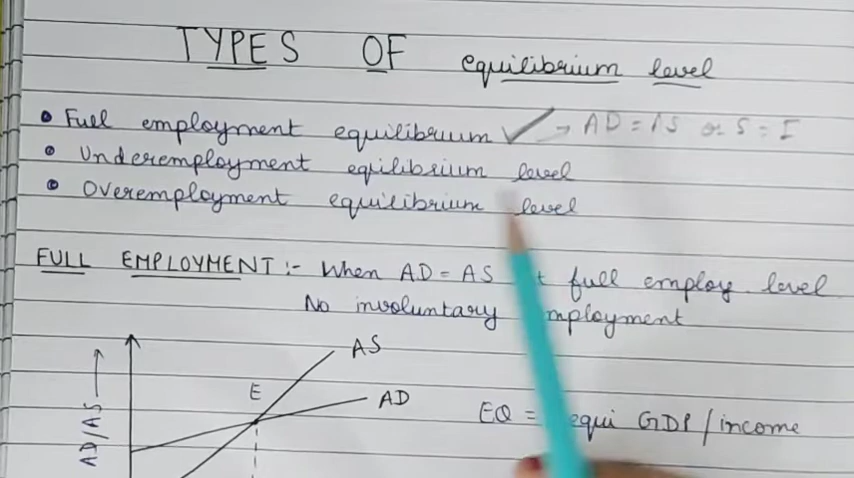 TYPES OF equilibrium level
• Full employment equilibrium ✓ → AD = AS or S = I
• Underemployment equilibrium level
• Overemployment equilibrium level
FULL EMPLOYMENT :- When AD = AS full employ. level
No involuntary
AS
E
AD
AD/AS →
EQ = equi GDP/income